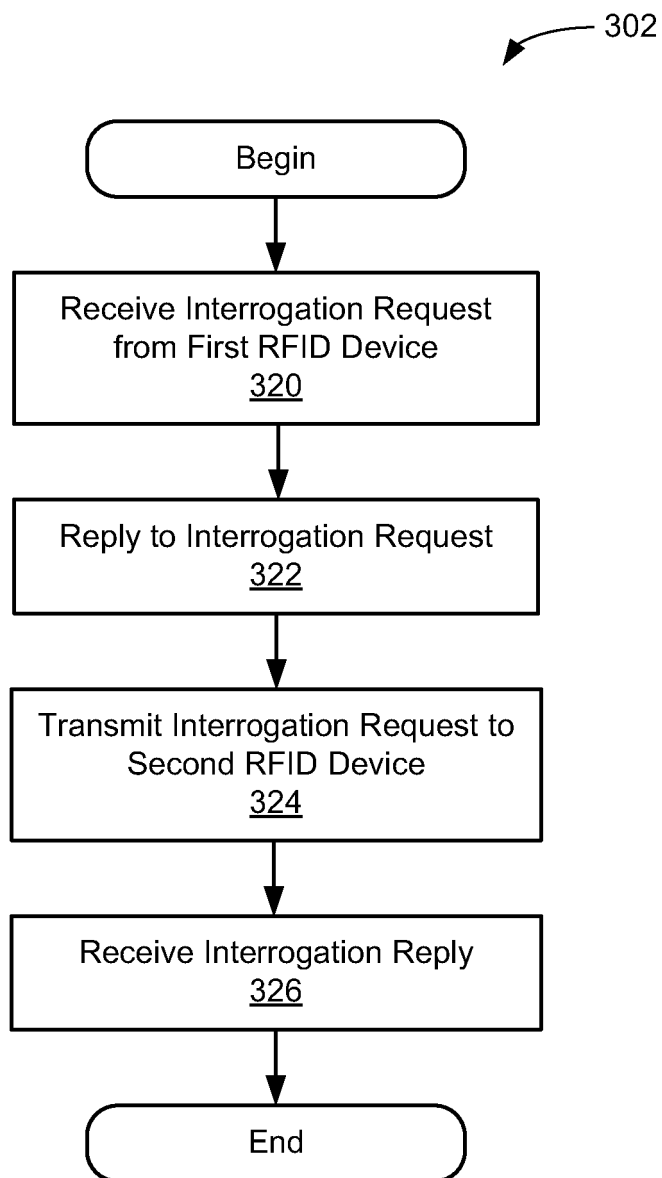 302
Begin
Receive Interrogation Request
from First RFID Device
320
Reply to Interrogation Request
322
Transmit Interrogation Request to
Second RFID Device
324
Receive Interrogation Reply
326
End